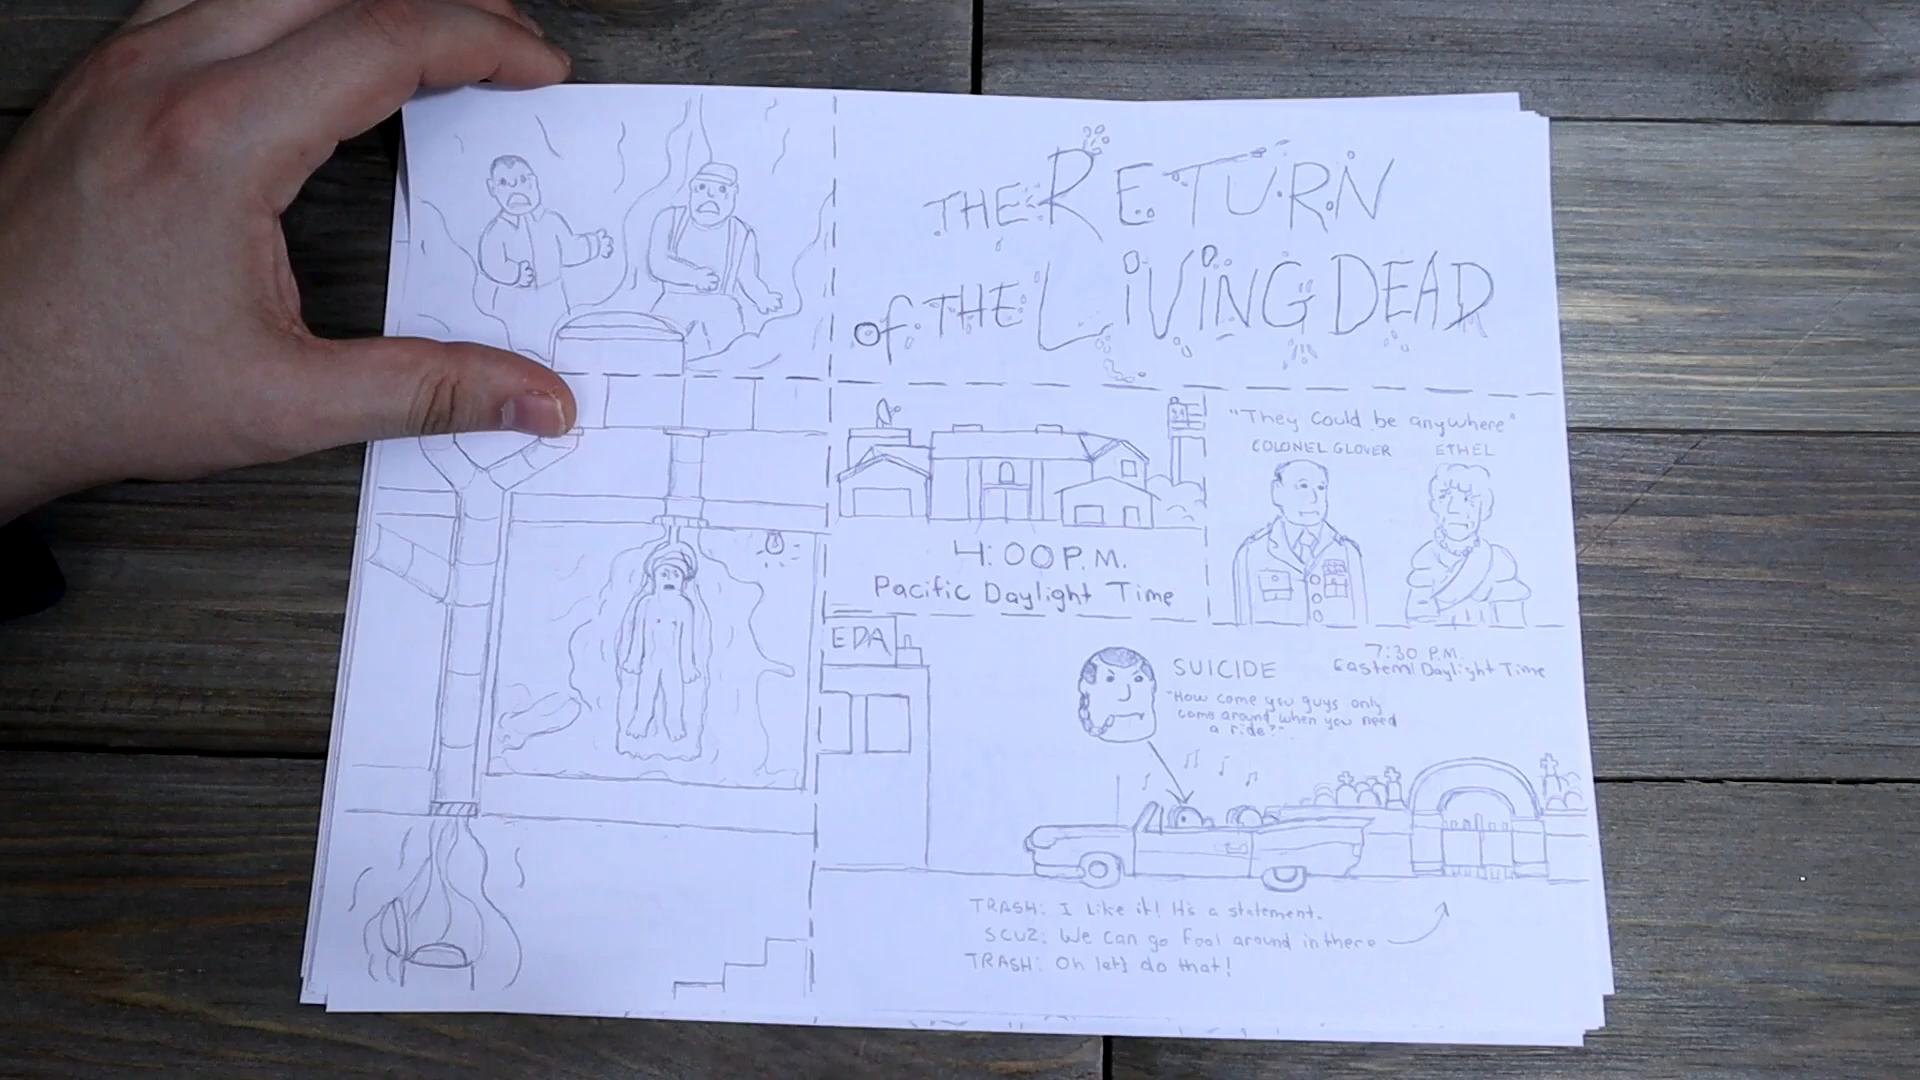 THE RETURN
of THE LIVING DEAD
4:00 P.M.
Pacific Daylight Time
"They Could be anywhere"
COLONEL GLOVER
ETHEL
EDA
SUICIDE
"How come you guys only
come around when you need
a ride?"
7:30 P.M.
Eastern Daylight Time
TRASH: I Like it! It's a statement.
SCUZ: We can go fool around in there
TRASH: Oh let's do that!